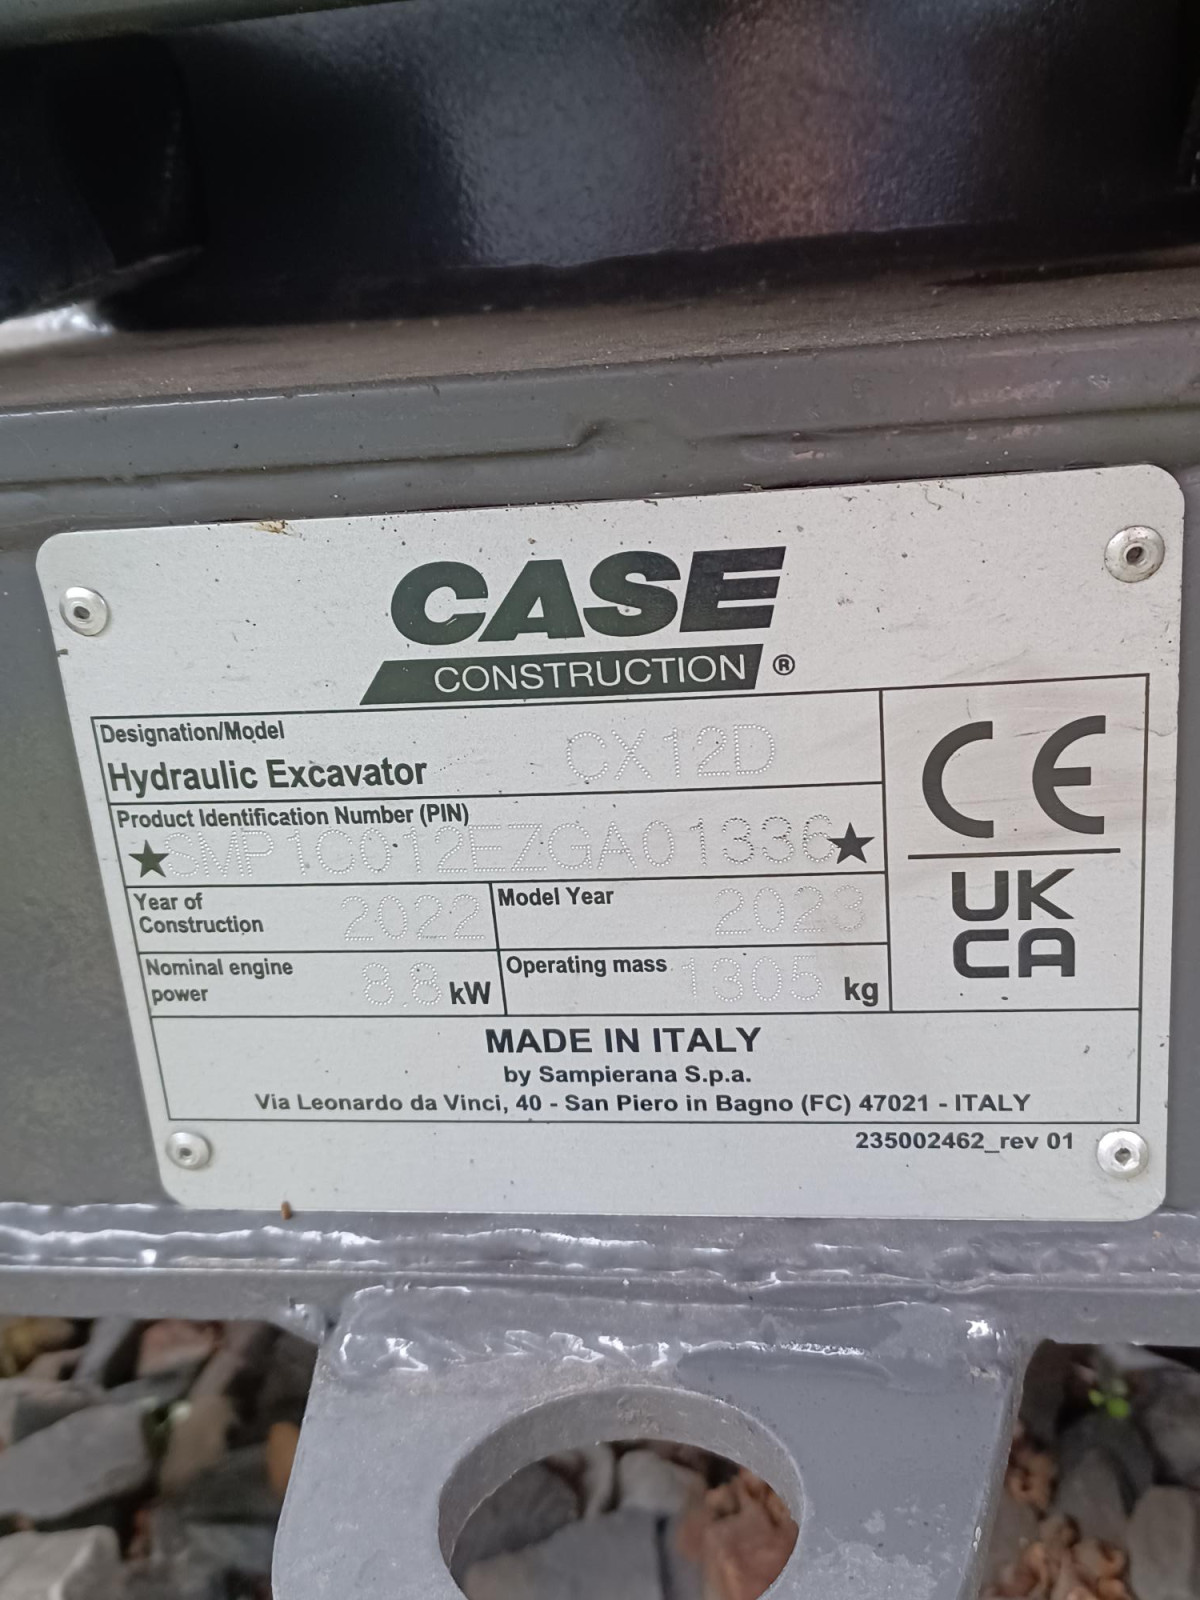 CASE
CONSTRUCTION ®
Designation/Model
Hydraulic Excavator CX12D
Product Identification Number (PIN)
★SMP1C012EZGA01336★
Year of Construction 2022
Model Year 2023
Nominal engine power 8.8 kW
Operating mass 1305 kg
CE
UK
CA
MADE IN ITALY
by Sampierana S.p.a.
Via Leonardo da Vinci, 40 - San Piero in Bagno (FC) 47021 - ITALY
235002462_rev 01